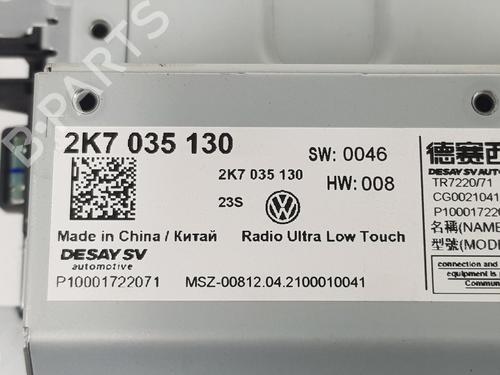 2K7 035 130
SW: 0046
2K7 035 130
HW: 008
23S
Made in China / Китай
Radio Ultra Low Touch
DESAY SV
automotive
P10001722071
MSZ-00812.04.2100010041
德赛西
DESAY SV AUTO
TR7220/71
CG0021041
P10001722
名稱(NAME
型號(MODE
connection and
equipment is
Commun
B-PARTS